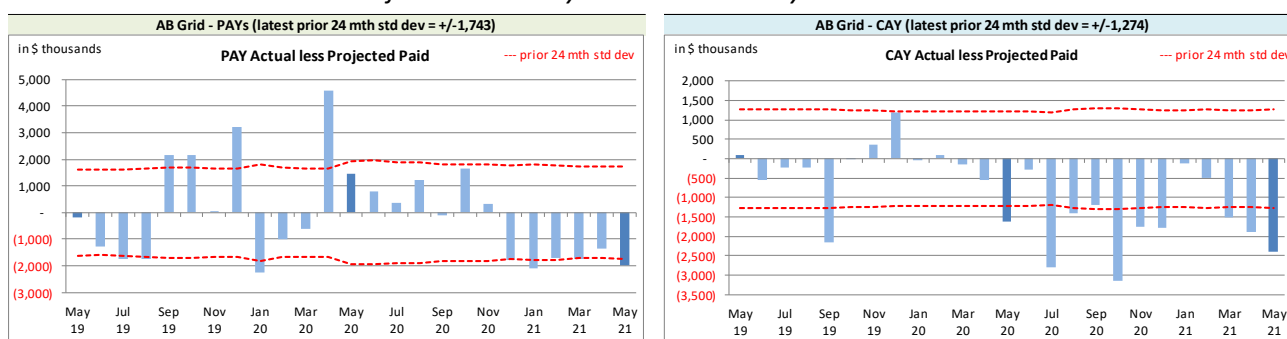 AB Grid - PAYs (latest prior 24 mth std dev = +/-1,743)
in $ thousands
PAY Actual less Projected Paid
--- prior 24 mth std dev
5,000
4,000
3,000
2,000
1,000
-
(1,000)
(2,000)
(3,000)
May Jul Sep Nov Jan Mar May Jul Sep Nov Jan Mar May
19 19 19 19 20 20 20 20 20 20 21 21 21
AB Grid - CAY (latest prior 24 mth std dev = +/-1,274)
in $ thousands
CAY Actual less Projected Paid
--- prior 24 mth std dev
2,000
1,500
1,000
500
-
(500)
(1,000)
(1,500)
(2,000)
(2,500)
(3,000)
(3,500)
May Jul Sep Nov Jan Mar May Jul Sep Nov Jan Mar May
19 19 19 19 20 20 20 20 20 20 21 21 21